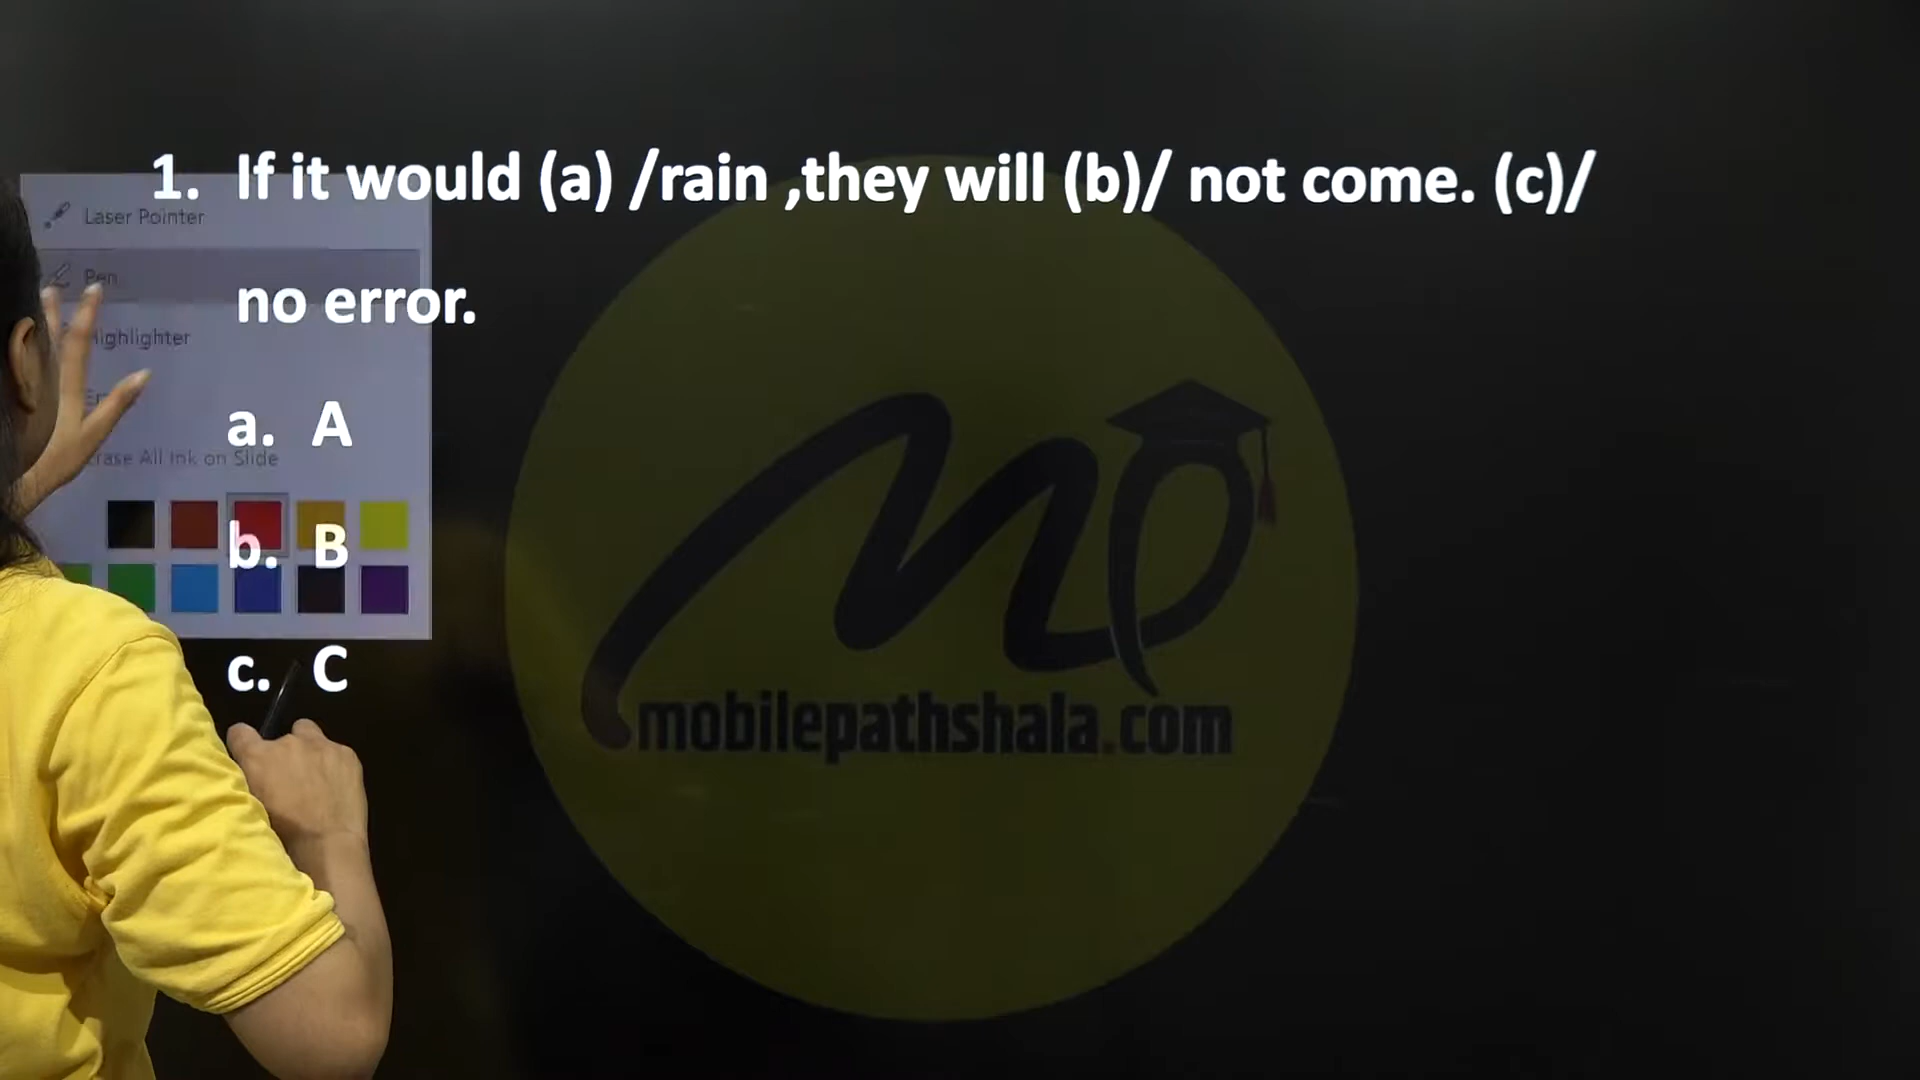 1. If it would (a) /rain ,they will (b)/ not come. (c)/
no error.
Laser Pointer
Pen
Highlighter
a. A
Erase All Ink on Slide
b. B
c. C
mobilepathshala.com